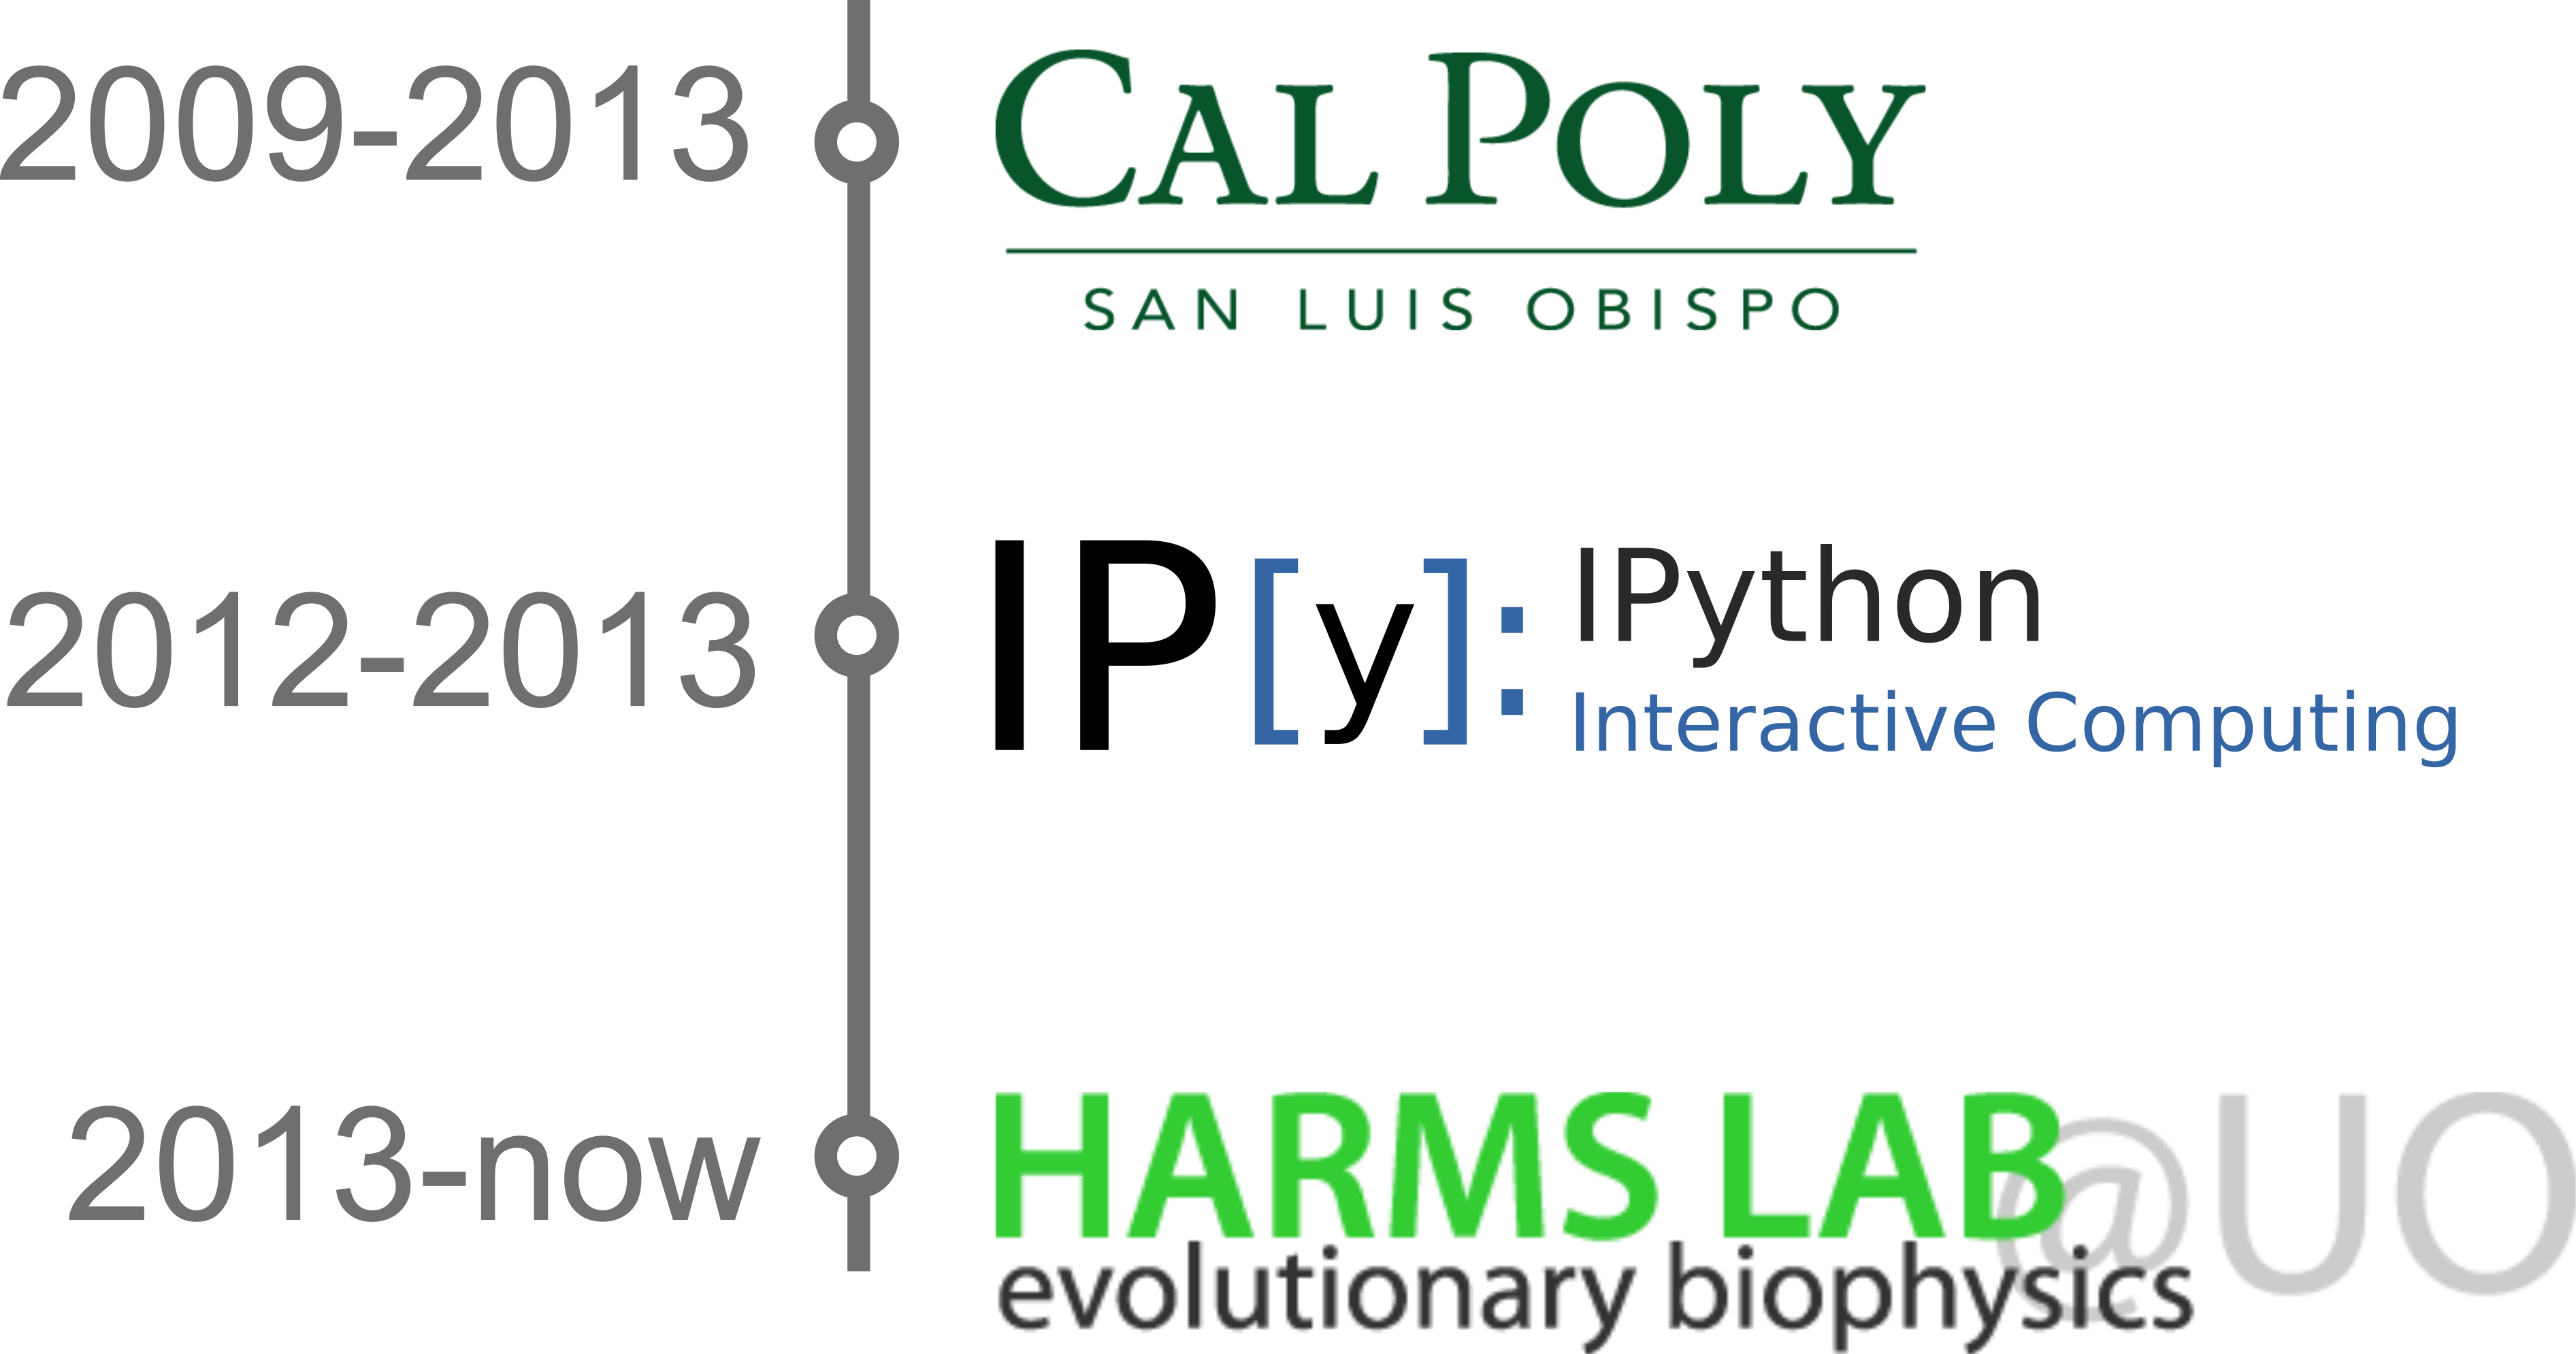 2009-2013
CAL POLY
SAN LUIS OBISPO
2012-2013
IP[y]:
IPython
Interactive Computing
2013-now
HARMS LAB @UO
evolutionary biophysics